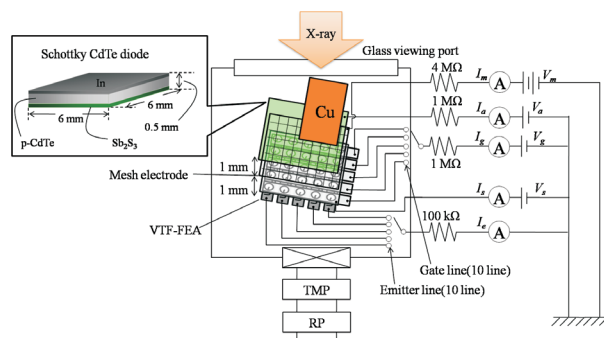 X-ray
Schottky CdTe diode
Glass viewing port
In
Cu
6 mm
6 mm
0.5 mm
p-CdTe
Sb₂S₃
4 MΩ
Iₘ
A
Vₘ
1 MΩ
Iₐ
A
Vₐ
1 MΩ
I_g
A
V_g
1 mm
Mesh electrode
1 mm
Iₛ
A
Vₛ
VTF-FEA
100 kΩ
Iₑ
A
Gate line(10 line)
Emitter line(10 line)
TMP
RP